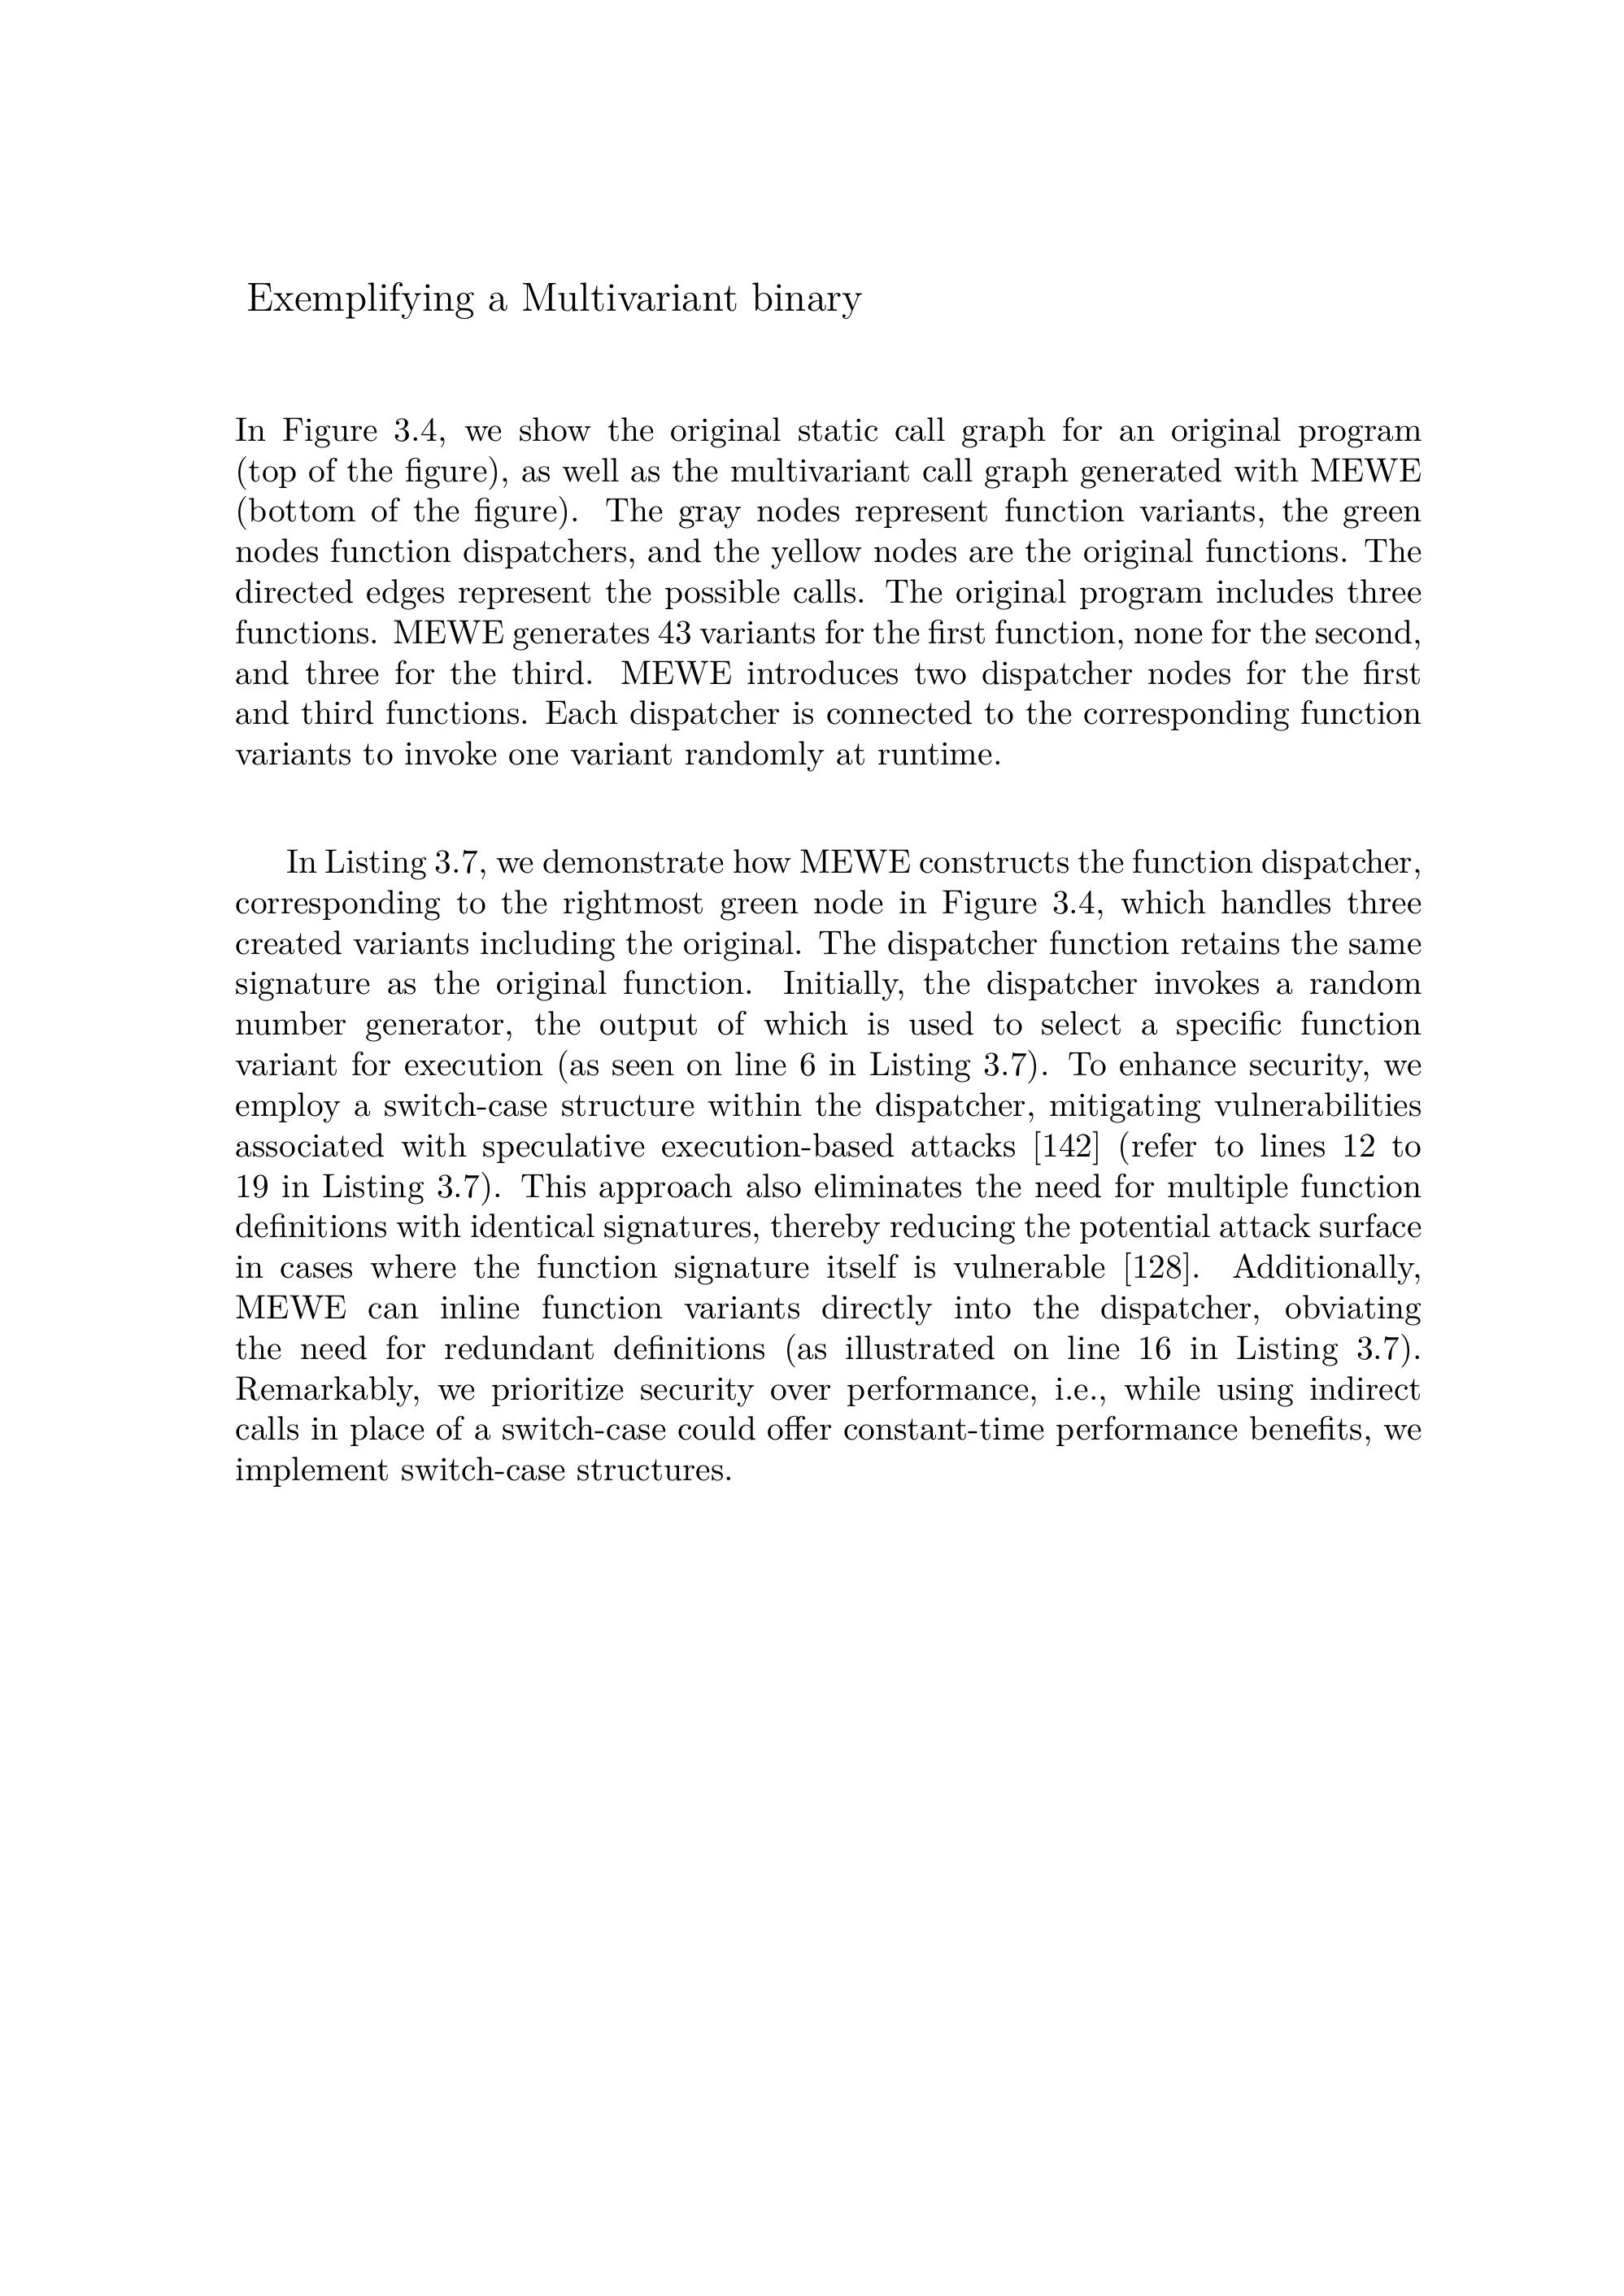 Exemplifying a Multivariant binary
In Figure 3.4, we show the original static call graph for an original program
(top of the figure), as well as the multivariant call graph generated with MEWE
(bottom of the figure). The gray nodes represent function variants, the green
nodes function dispatchers, and the yellow nodes are the original functions. The
directed edges represent the possible calls. The original program includes three
functions. MEWE generates 43 variants for the first function, none for the second,
and three for the third. MEWE introduces two dispatcher nodes for the first
and third functions. Each dispatcher is connected to the corresponding function
variants to invoke one variant randomly at runtime.
In Listing 3.7, we demonstrate how MEWE constructs the function dispatcher,
corresponding to the rightmost green node in Figure 3.4, which handles three
created variants including the original. The dispatcher function retains the same
signature as the original function. Initially, the dispatcher invokes a random
number generator, the output of which is used to select a specific function
variant for execution (as seen on line 6 in Listing 3.7). To enhance security, we
employ a switch-case structure within the dispatcher, mitigating vulnerabilities
associated with speculative execution-based attacks [142] (refer to lines 12 to
19 in Listing 3.7). This approach also eliminates the need for multiple function
definitions with identical signatures, thereby reducing the potential attack surface
in cases where the function signature itself is vulnerable [128]. Additionally,
MEWE can inline function variants directly into the dispatcher, obviating
the need for redundant definitions (as illustrated on line 16 in Listing 3.7).
Remarkably, we prioritize security over performance, i.e., while using indirect
calls in place of a switch-case could offer constant-time performance benefits, we
implement switch-case structures.